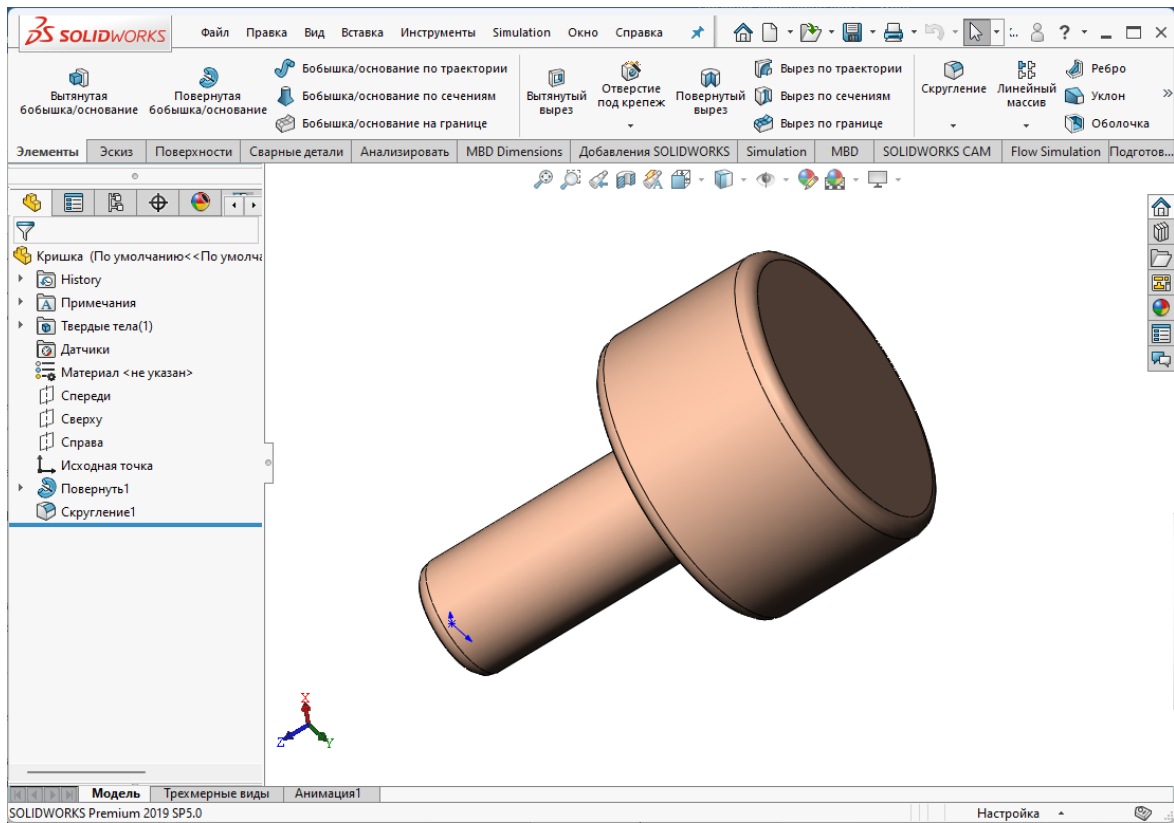 SOLIDWORKS
Файл Правка Вид Вставка Инструменты Simulation Окно Справка
Вытянутая бобышка/основание
Повернутая бобышка/основание
Бобышка/основание по траектории
Бобышка/основание по сечениям
Бобышка/основание на границе
Вытянутый вырез
Отверстие под крепеж
Повернутый вырез
Вырез по траектории
Вырез по сечениям
Вырез по границе
Скругление
Линейный массив
Ребро
Уклон
Оболочка
Элементы Эскиз Поверхности Сварные детали Анализировать MBD Dimensions Добавления SOLIDWORKS Simulation MBD SOLIDWORKS CAM Flow Simulation Подготов...
Кришка (По умолчанию<<По умолча
History
Примечания
Твердые тела(1)
Датчики
Материал <не указан>
Спереди
Сверху
Справа
Исходная точка
Повернуть1
Скругление1
X
Z
Y
Модель Трехмерные виды Анимация1
SOLIDWORKS Premium 2019 SP5.0 Настройка